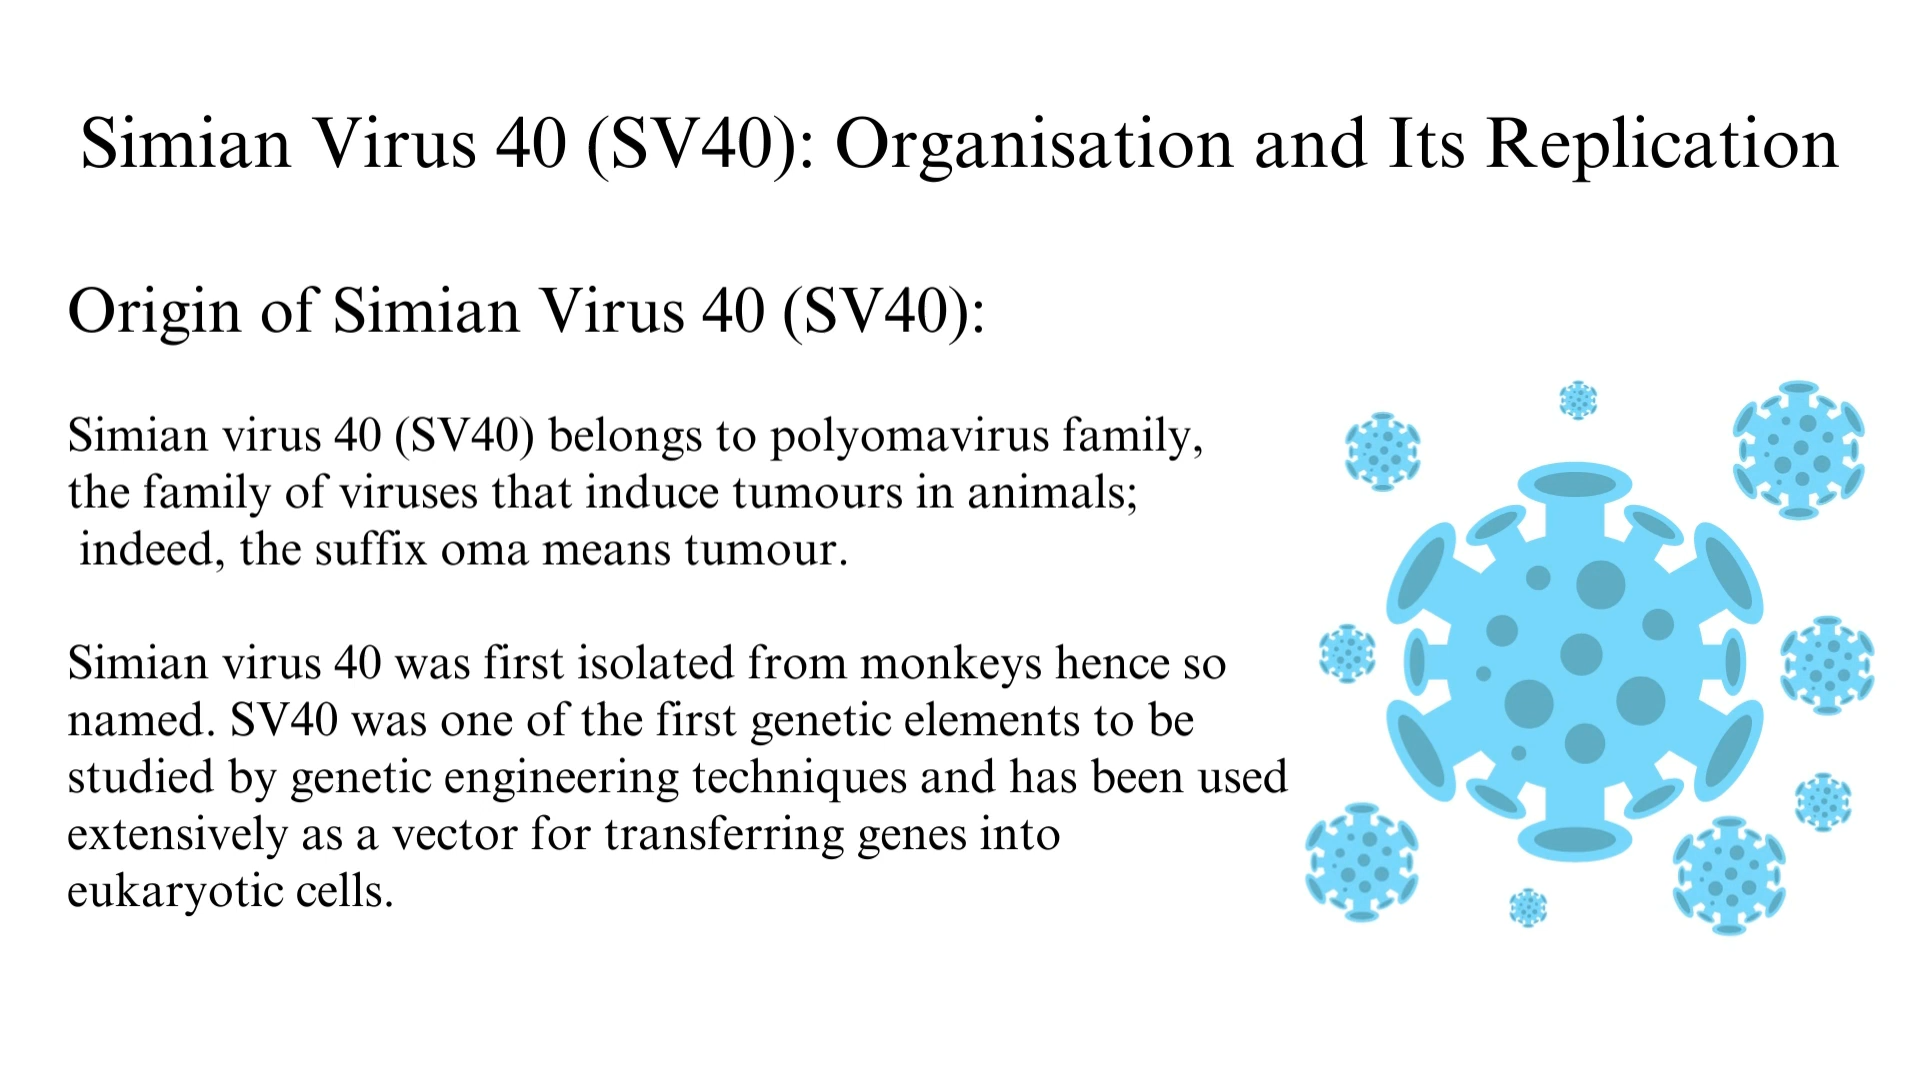 Simian Virus 40 (SV40): Organisation and Its Replication
Origin of Simian Virus 40 (SV40):
Simian virus 40 (SV40) belongs to polyomavirus family,
the family of viruses that induce tumours in animals;
indeed, the suffix oma means tumour.
Simian virus 40 was first isolated from monkeys hence so
named. SV40 was one of the first genetic elements to be
studied by genetic engineering techniques and has been used
extensively as a vector for transferring genes into
eukaryotic cells.